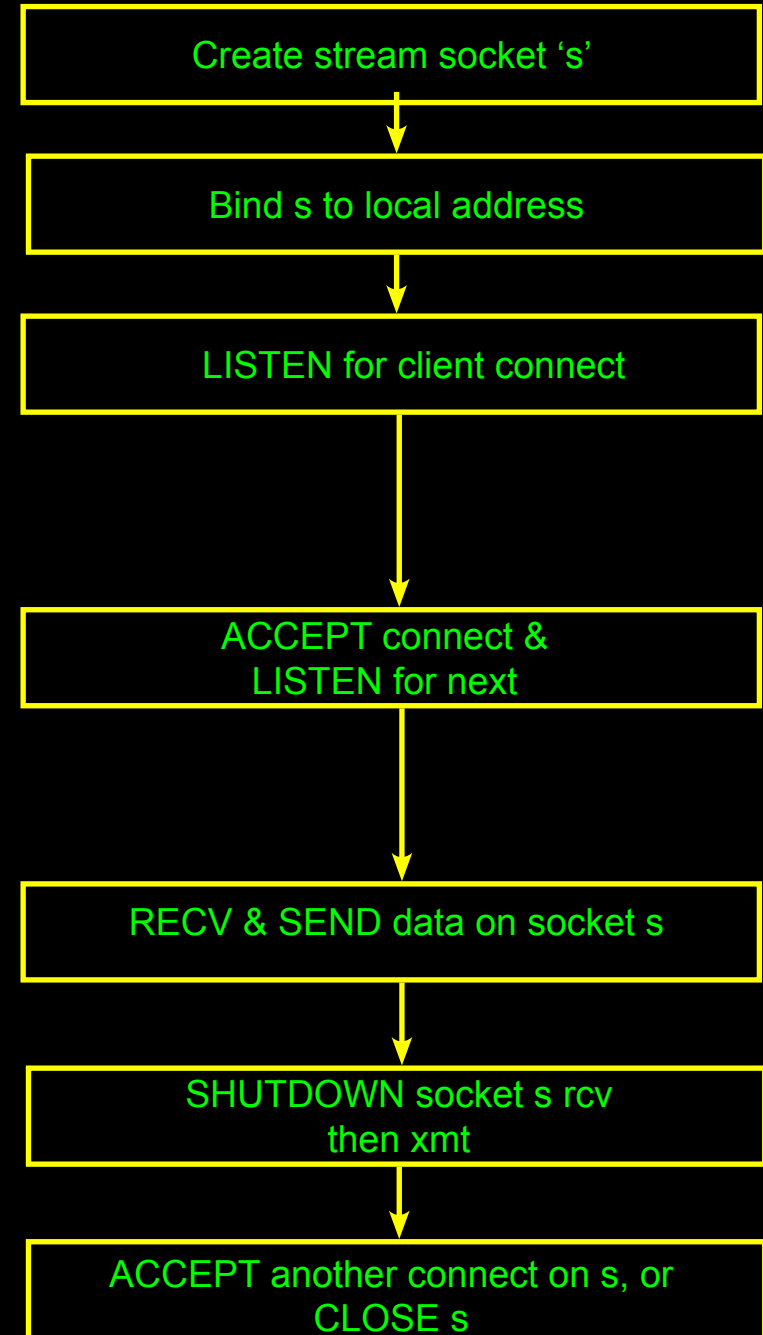 Create stream socket ‘s’
Bind s to local address
LISTEN for client connect
ACCEPT connect &
LISTEN for next
RECV & SEND data on socket s
SHUTDOWN socket s rcv
then xmt
ACCEPT another connect on s, or
CLOSE s